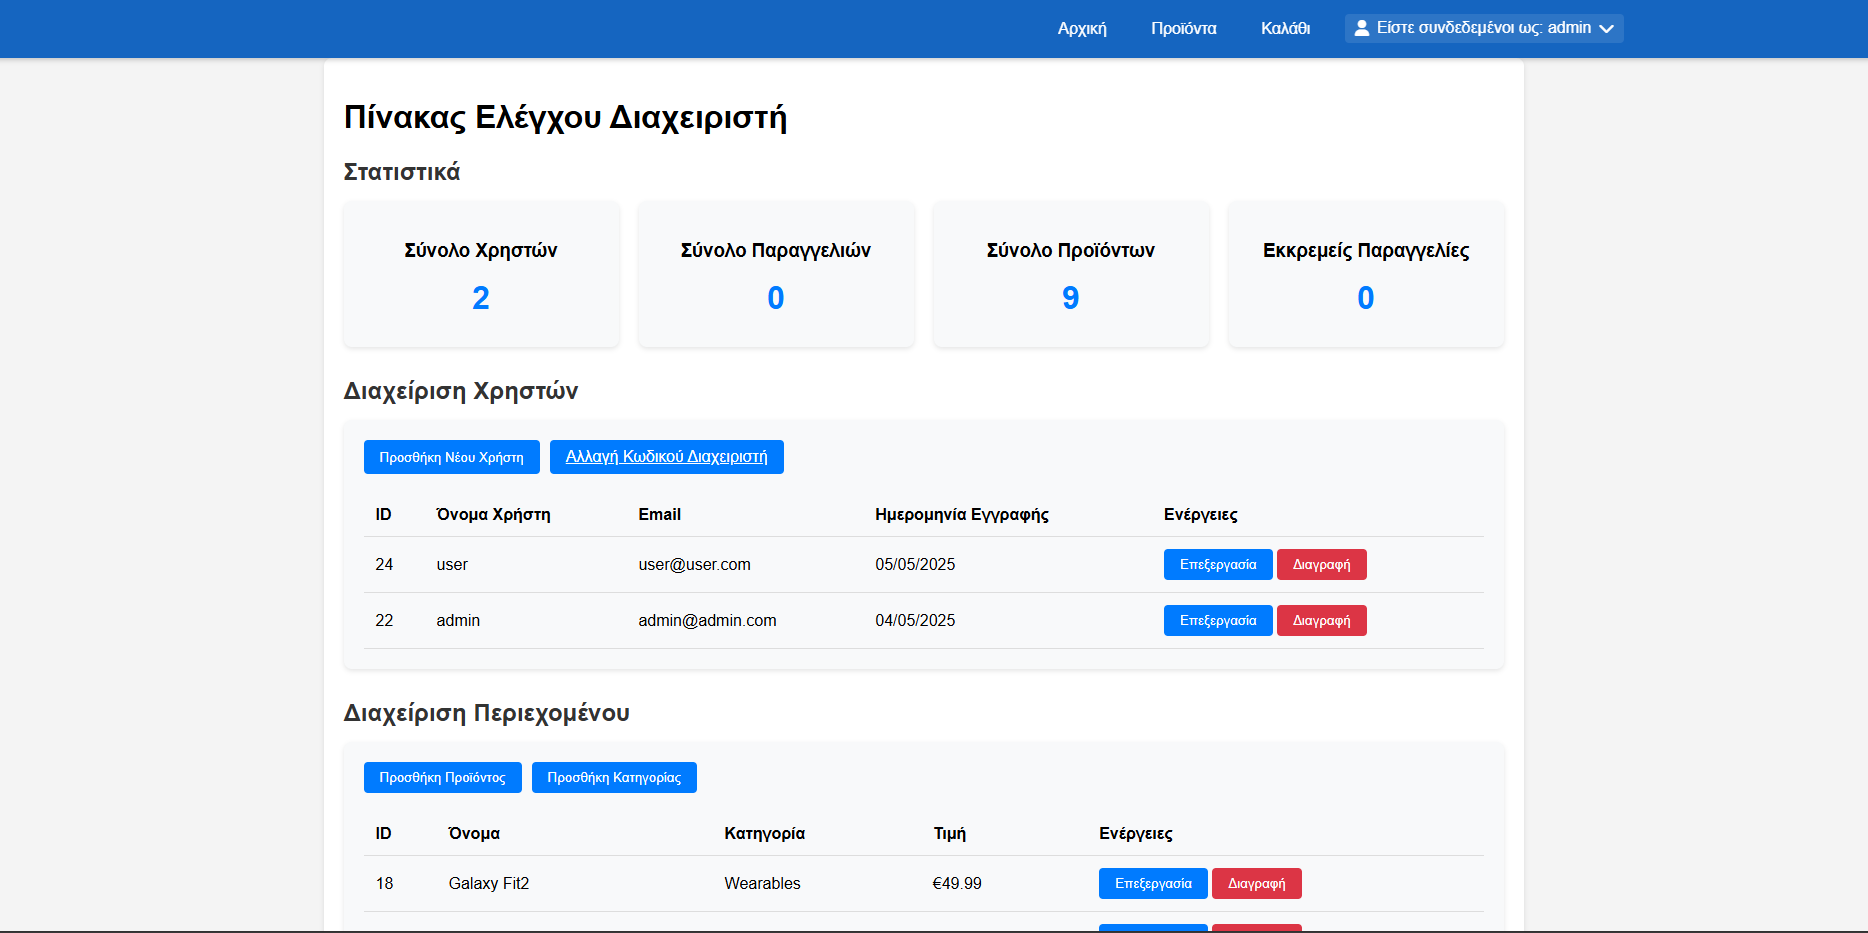 Αρχική Προϊόντα Καλάθι Είστε συνδεδεμένοι ως: admin
Πίνακας Ελέγχου Διαχειριστή
Στατιστικά
Σύνολο Χρηστών Σύνολο Παραγγελιών Σύνολο Προϊόντων Εκκρεμείς Παραγγελίες
2 0 9 0
Διαχείριση Χρηστών
Προσθήκη Νέου Χρήστη Αλλαγή Κωδικού Διαχειριστή
ID Όνομα Χρήστη Email Ημερομηνία Εγγραφής Ενέργειες
24 user user@user.com 05/05/2025 Επεξεργασία Διαγραφή
22 admin admin@admin.com 04/05/2025 Επεξεργασία Διαγραφή
Διαχείριση Περιεχομένου
Προσθήκη Προϊόντος Προσθήκη Κατηγορίας
ID Όνομα Κατηγορία Τιμή Ενέργειες
18 Galaxy Fit2 Wearables €49.99 Επεξεργασία Διαγραφή